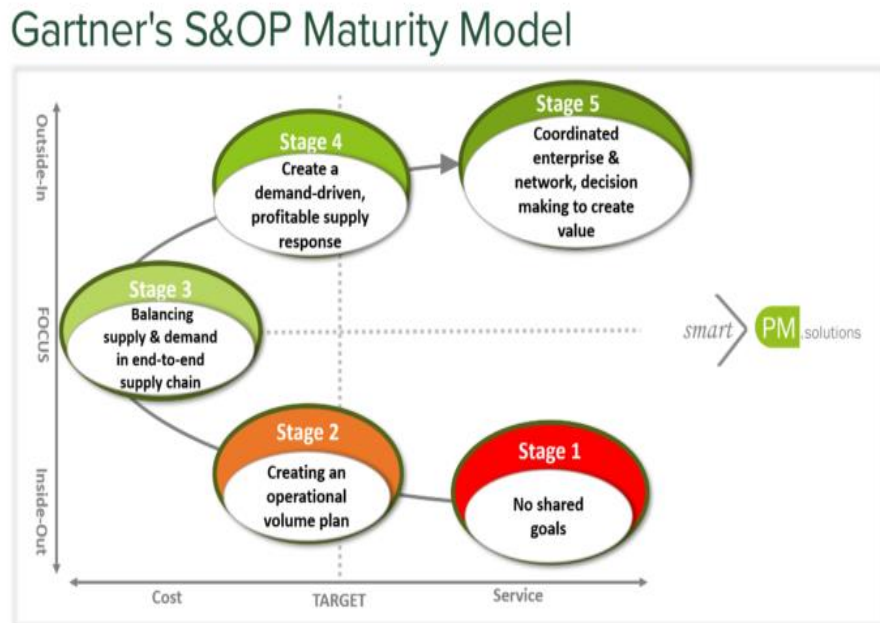 Gartner's S&OP Maturity Model
Outside-In
FOCUS
Inside-Out
Stage 4
Create a
demand-driven,
profitable supply
response
Stage 5
Coordinated
enterprise &
network, decision
making to create
value
Stage 3
Balancing
supply & demand
in end-to-end
supply chain
smart PM.solutions
Stage 2
Creating an
operational
volume plan
Stage 1
No shared
goals
Cost
TARGET
Service